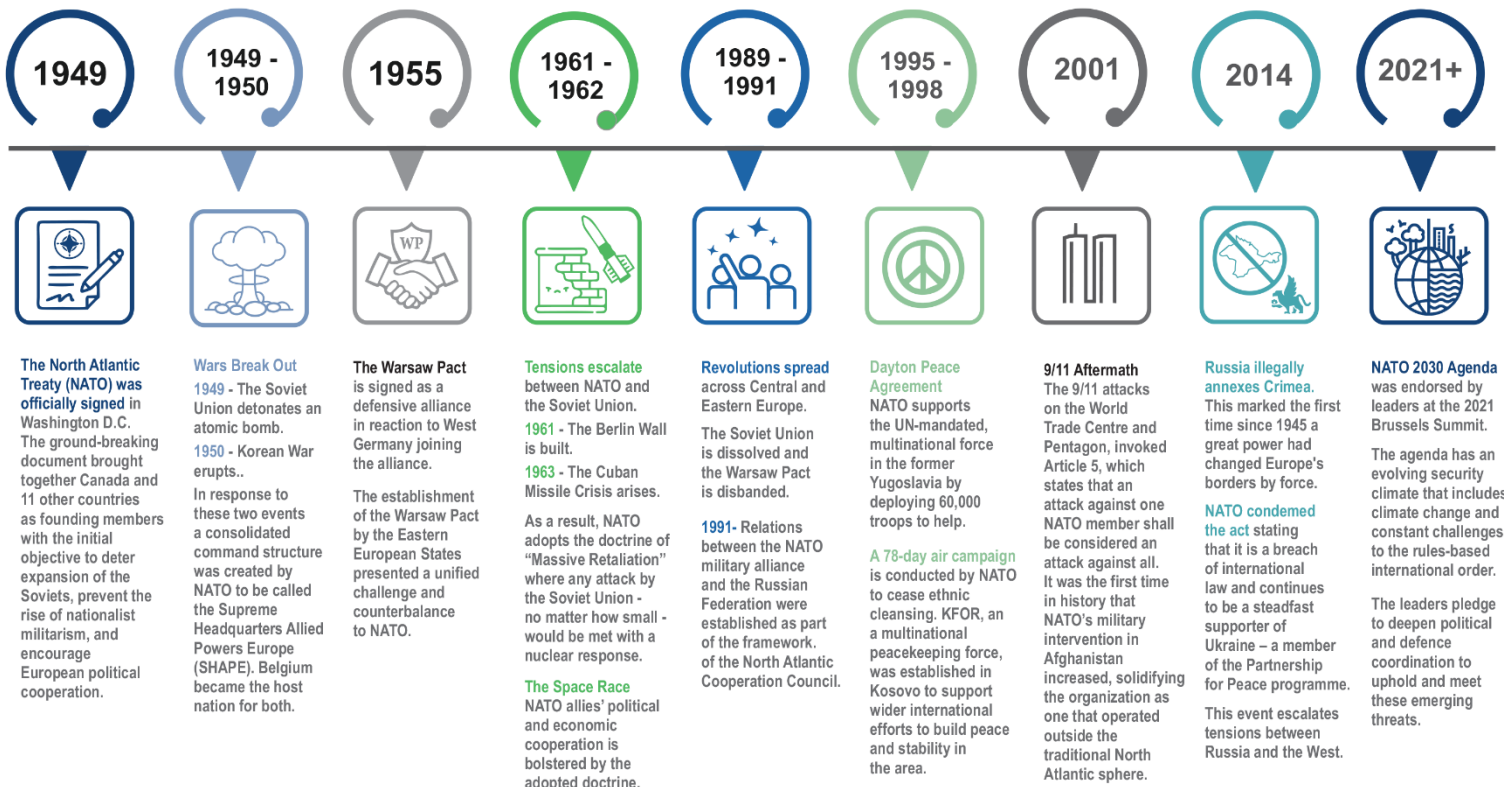 1949
1949 -
1950
1955
1961 -
1962
1989 -
1991
1995 -
1998
2001
2014
2021+
WP
The North Atlantic
Treaty (NATO) was
officially signed in
Washington D.C.
The ground-breaking
document brought
together Canada and
11 other countries
as founding members
with the initial
objective to deter
expansion of the
Soviets, prevent the
rise of nationalist
militarism, and
encourage
European political
cooperation.
Wars Break Out
1949 - The Soviet
Union detonates an
atomic bomb.
1950 - Korean War
erupts..
In response to
these two events
a consolidated
command structure
was created by
NATO to be called
the Supreme
Headquarters Allied
Powers Europe
(SHAPE). Belgium
became the host
nation for both.
The Warsaw Pact
is signed as a
defensive alliance
in reaction to West
Germany joining
the alliance.
The establishment
of the Warsaw Pact
by the Eastern
European States
presented a unified
challenge and
counterbalance
to NATO.
Tensions escalate
between NATO and
the Soviet Union.
1961 - The Berlin Wall
is built.
1963 - The Cuban
Missile Crisis arises.
As a result, NATO
adopts the doctrine of
“Massive Retaliation”
where any attack by
the Soviet Union -
no matter how small -
would be met with a
nuclear response.
The Space Race
NATO allies’ political
and economic
cooperation is
bolstered by the
adopted doctrine.
Revolutions spread
across Central and
Eastern Europe.
The Soviet Union
is dissolved and
the Warsaw Pact
is disbanded.
1991- Relations
between the NATO
military alliance
and the Russian
Federation were
established as part
of the framework.
of the North Atlantic
Cooperation Council.
Dayton Peace
Agreement
NATO supports
the UN-mandated,
multinational force
in the former
Yugoslavia by
deploying 60,000
troops to help.
A 78-day air campaign
is conducted by NATO
to cease ethnic
cleansing. KFOR, an
a multinational
peacekeeping force,
was established in
Kosovo to support
wider international
efforts to build peace
and stability in
the area.
9/11 Aftermath
The 9/11 attacks
on the World
Trade Centre and
Pentagon, invoked
Article 5, which
states that an
attack against one
NATO member shall
be considered an
attack against all.
It was the first time
in history that
NATO’s military
intervention in
Afghanistan
increased, solidifying
the organization as
one that operated
outside the
traditional North
Atlantic sphere.
Russia illegally
annexes Crimea.
This marked the first
time since 1945 a
great power had
changed Europe's
borders by force.
NATO condemned
the act stating
that it is a breach
of international
law and continues
to be a steadfast
supporter of
Ukraine – a member
of the Partnership
for Peace programme.
This event escalates
tensions between
Russia and the West.
NATO 2030 Agenda
was endorsed by
leaders at the 2021
Brussels Summit.
The agenda has an
evolving security
climate that includes
climate change and
constant challenges
to the rules-based
international order.
The leaders pledge
to deepen political
and defence
coordination to
uphold and meet
these emerging
threats.